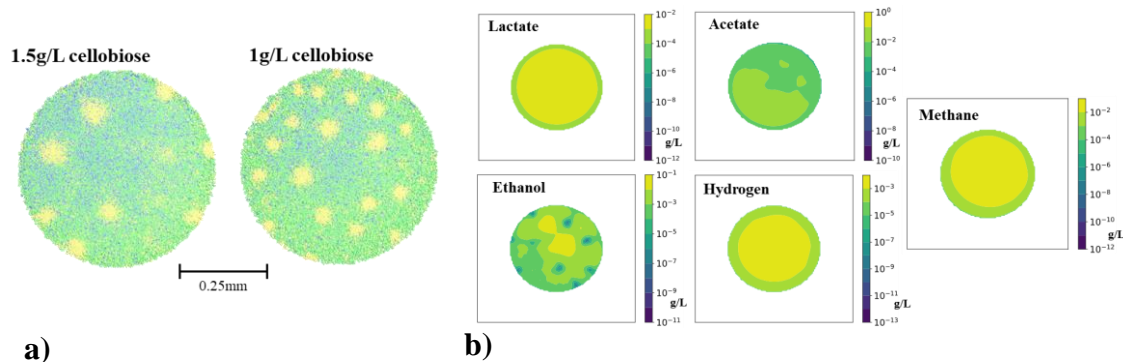 1.5g/L cellobiose
1g/L cellobiose
0.25mm
a)
Lactate
10⁻²
10⁻⁴
10⁻⁶
10⁻⁸
10⁻¹⁰
10⁻¹²
g/L
Acetate
10⁰
10⁻²
10⁻⁴
10⁻⁶
10⁻⁸
10⁻¹⁰
g/L
Ethanol
10⁻¹
10⁻³
10⁻⁵
10⁻⁷
10⁻⁹
10⁻¹¹
g/L
Hydrogen
10⁻³
10⁻⁵
10⁻⁷
10⁻⁹
10⁻¹¹
10⁻¹³
g/L
Methane
10⁻²
10⁻⁴
10⁻⁶
10⁻⁸
10⁻¹⁰
10⁻¹²
g/L
b)